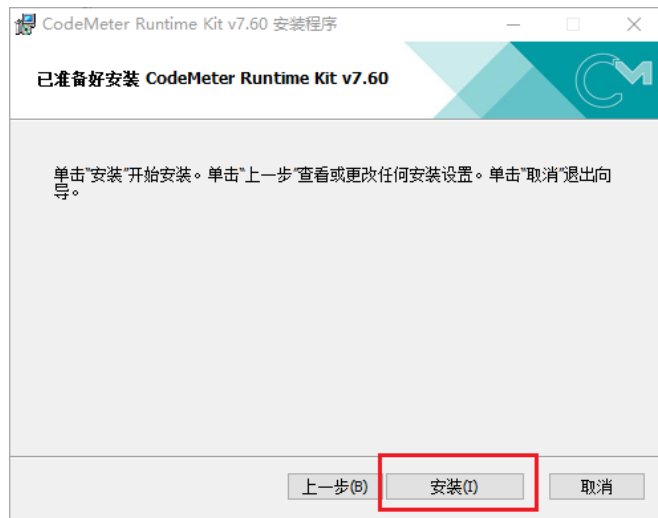 CodeMeter Runtime Kit v7.60 安装程序
已准备好安装 CodeMeter Runtime Kit v7.60
单击"安装"开始安装。单击"上一步"查看或更改任何安装设置。单击"取消"退出向
导。
上一步(B) 安装(I) 取消